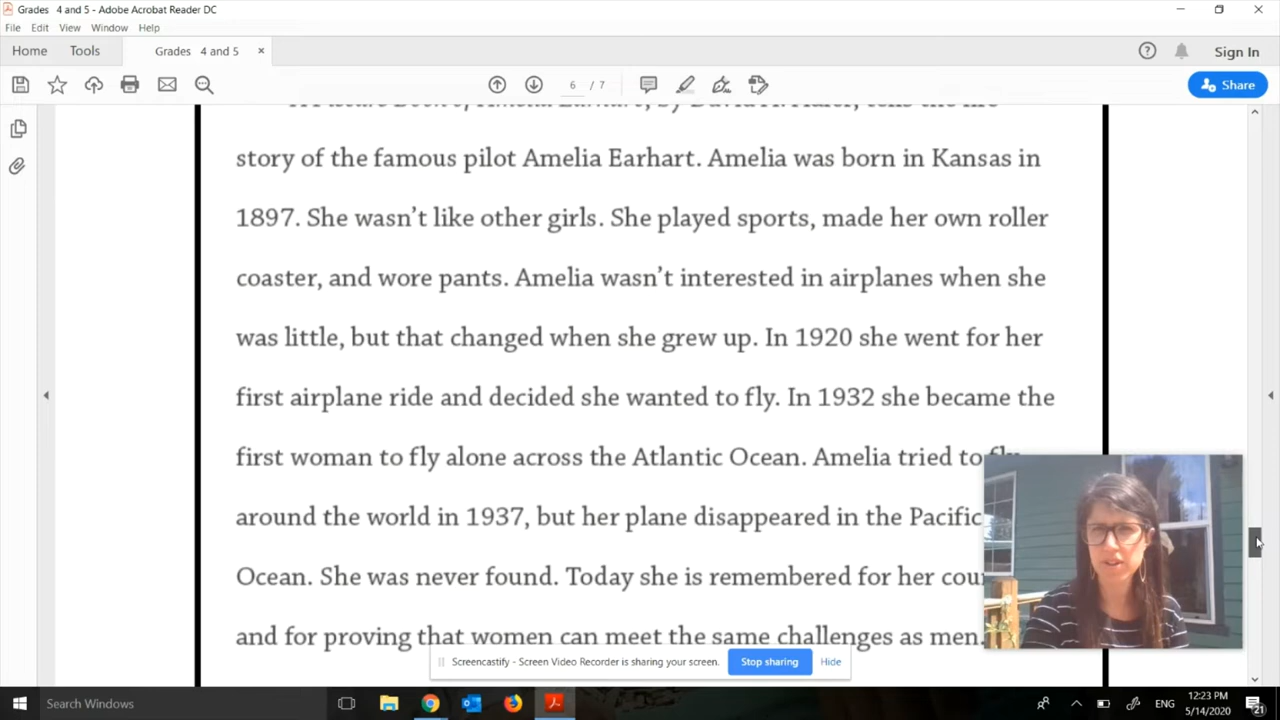 Grades 4 and 5 - Adobe Acrobat Reader DC
File Edit View Window Help
Home Tools Grades 4 and 5 × Sign In
6 / 7 Share
story of the famous pilot Amelia Earhart. Amelia was born in Kansas in
1897. She wasn't like other girls. She played sports, made her own roller
coaster, and wore pants. Amelia wasn't interested in airplanes when she
was little, but that changed when she grew up. In 1920 she went for her
first airplane ride and decided she wanted to fly. In 1932 she became the
first woman to fly alone across the Atlantic Ocean. Amelia tried to fly
around the world in 1937, but her plane disappeared in the Pacific
Ocean. She was never found. Today she is remembered for her cou
and for proving that women can meet the same challenges as men.
Screencastify - Screen Video Recorder is sharing your screen. Stop sharing Hide
Search Windows ENG 12:23 PM
5/14/2020 21